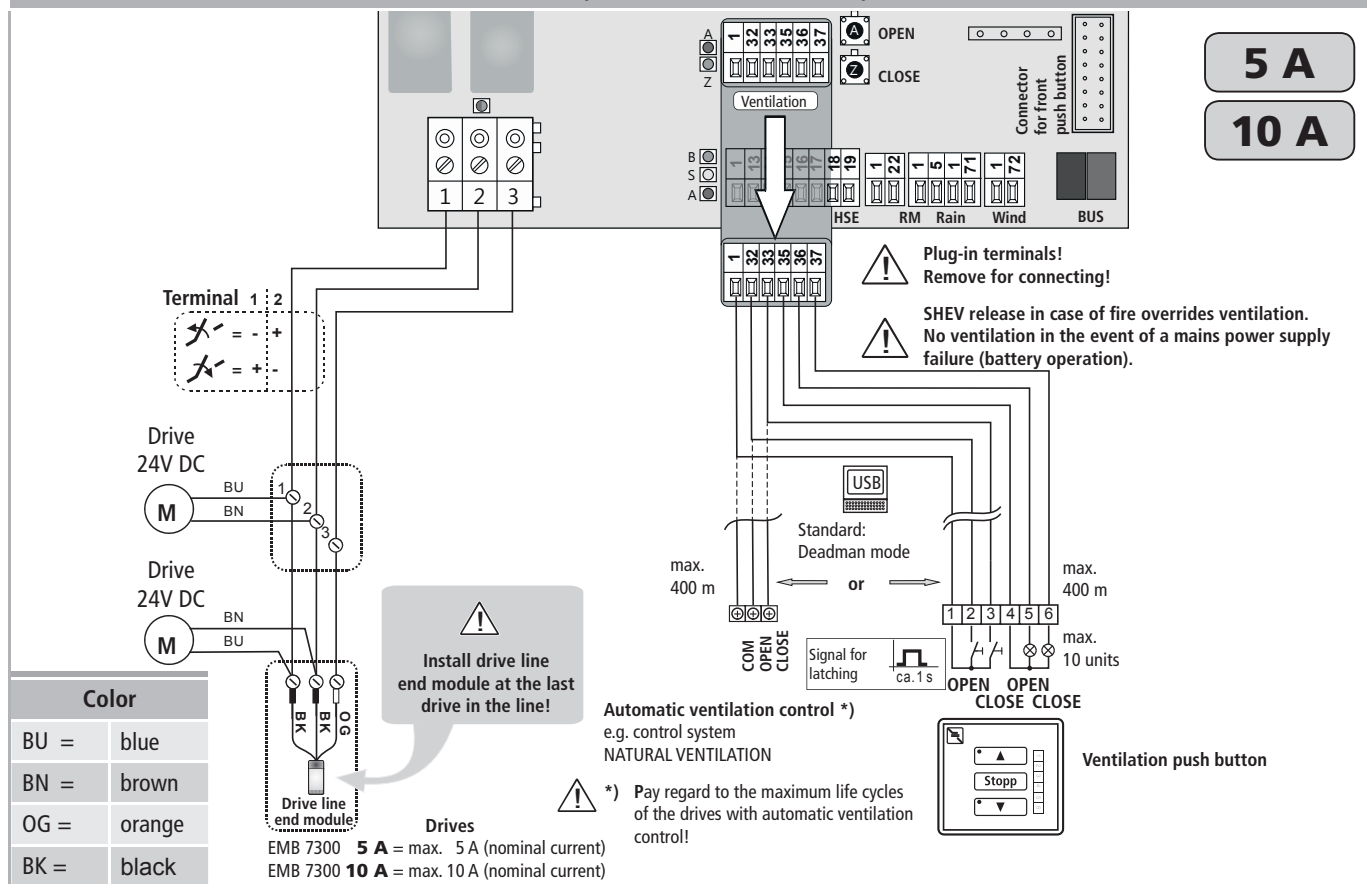 1 32 33 35 36 37
A
Z
A OPEN
Z CLOSE
Ventilation
Connector
for front
push button
5 A
10 A
B
S
A
1 13 15 16 17 18 19
1 22
1 5 1 71
1 72
HSE
RM
Rain
Wind
BUS
1 2 3
1 32 33 35 36 37
Plug-in terminals!
Remove for connecting!
SHEV release in case of fire overrides ventilation.
No ventilation in the event of a mains power supply
failure (battery operation).
Terminal 1 2
= - +
= + -
Drive
24V DC
M
BU
BN
1
2
3
Drive
24V DC
M
BN
BU
BK
BK
OG
Drive line
end module
Install drive line
end module at the last
drive in the line!
USB
Standard:
Deadman mode
or
max.
400 m
max.
400 m
COM
OPEN
CLOSE
Signal for
latching
ca.1 s
1 2 3 4 5 6
max.
10 units
OPEN OPEN
CLOSE CLOSE
Automatic ventilation control *)
e.g. control system
NATURAL VENTILATION
*) Pay regard to the maximum life cycles
of the drives with automatic ventilation
control!
Stopp
Ventilation push button
Color
BU = blue
BN = brown
OG = orange
BK = black
Drives
EMB 7300 5 A = max. 5 A (nominal current)
EMB 7300 10 A = max. 10 A (nominal current)